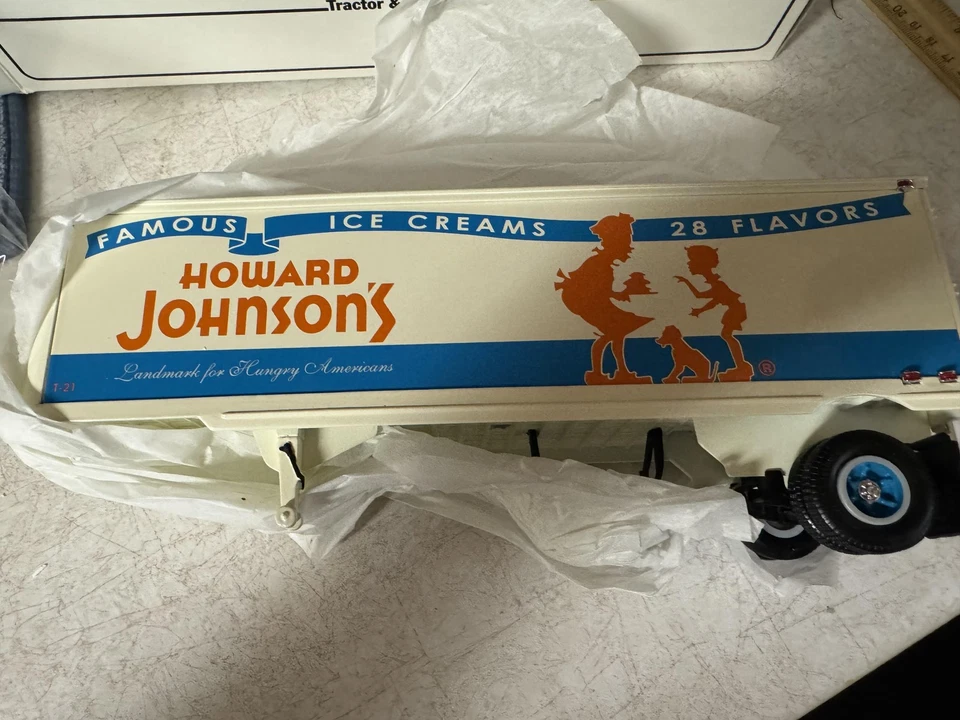 Tractor &
FAMOUS ICE CREAMS 28 FLAVORS
HOWARD
JOHNSON'S
Landmark for Hungry Americans
T-21
®